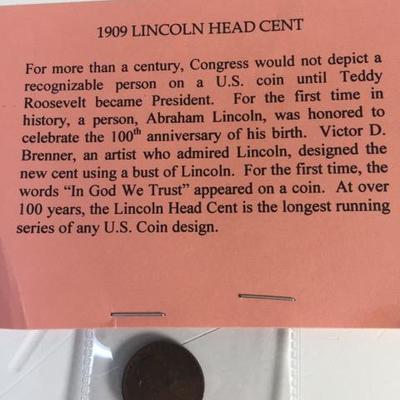 1909 LINCOLN HEAD CENT
For more than a century, Congress would not depict a
recognizable person on a U.S. coin until Teddy
Roosevelt became President. For the first time in
history, a person, Abraham Lincoln, was honored to
celebrate the 100th anniversary of his birth. Victor D.
Brenner, an artist who admired Lincoln, designed the
new cent using a bust of Lincoln. For the first time, the
words “In God We Trust” appeared on a coin. At over
100 years, the Lincoln Head Cent is the longest running
series of any U.S. Coin design.